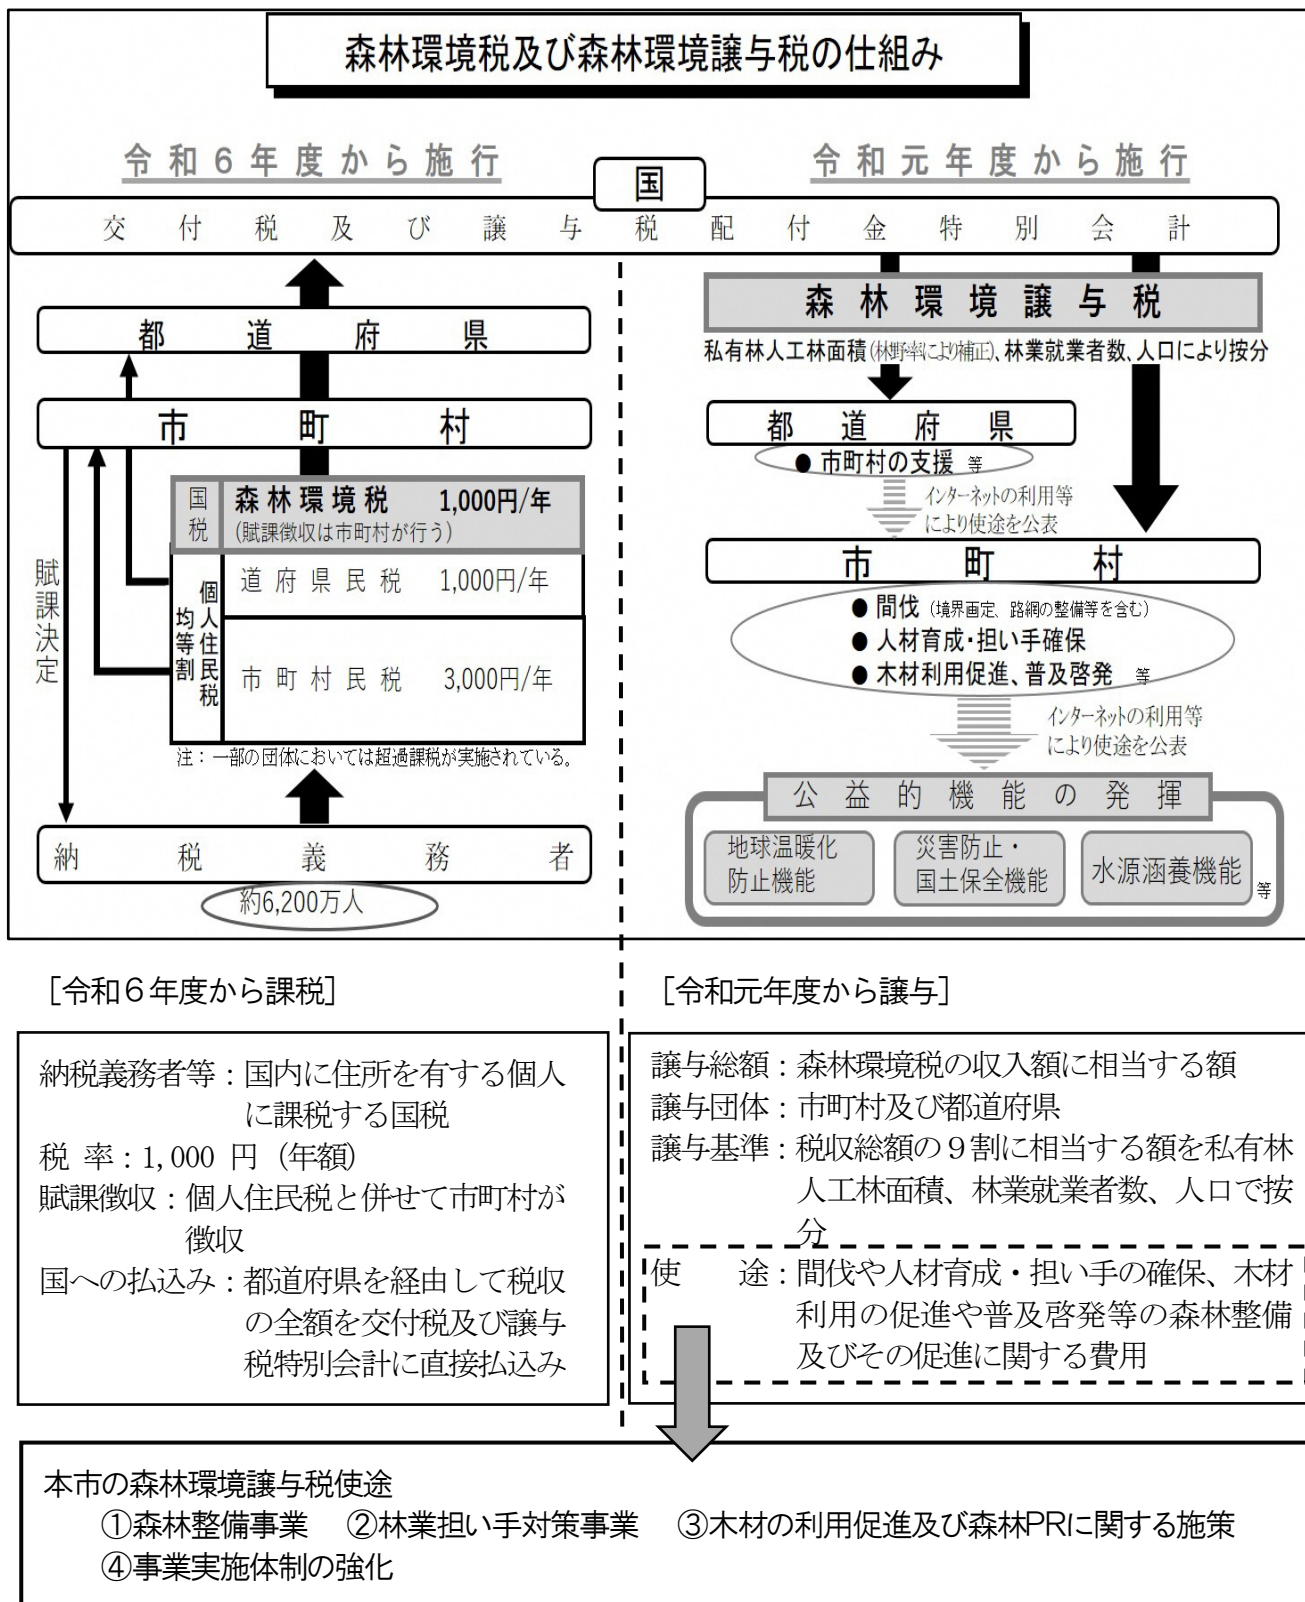 森林環境税及び森林環境譲与税の仕組み
令和６年度から施行
令和元年度から施行
国
交付税及び譲与税配付金特別会計
都道府県
市町村
賦課決定
国税
森林環境税 1,000円/年
(賦課徴収は市町村が行う)
個人住民税
均等割
道府県民税 1,000円/年
市町村民税 3,000円/年
注：一部の団体においては超過課税が実施されている。
納税義務者
約6,200万人
森林環境譲与税
私有林人工林面積(林野率により補正)、林業就業者数、人口により按分
都道府県
● 市町村の支援 等
インターネットの利用等
により使途を公表
市町村
● 間伐（境界画定、路網の整備等を含む）
● 人材育成・担い手確保
● 木材利用促進、普及啓発 等
インターネットの利用等
により使途を公表
公益的機能の発揮
地球温暖化
防止機能
災害防止・
国土保全機能
水源涵養機能
等
［令和６年度から課税］
納税義務者等：国内に住所を有する個人
に課税する国税
税 率：1,000 円（年額）
賦課徴収：個人住民税と併せて市町村が
徴収
国への払込み：都道府県を経由して税収
の全額を交付税及び譲与
税特別会計に直接払込み
［令和元年度から譲与］
譲与総額：森林環境税の収入額に相当する額
譲与団体：市町村及び都道府県
譲与基準：税収総額の９割に相当する額を私有林
人工林面積、林業就業者数、人口で按
分
使 途：間伐や人材育成・担い手の確保、木材
利用の促進や普及啓発等の森林整備
及びその促進に関する費用
本市の森林環境譲与税使途
①森林整備事業 ②林業担い手対策事業 ③木材の利用促進及び森林PRに関する施策
④事業実施体制の強化